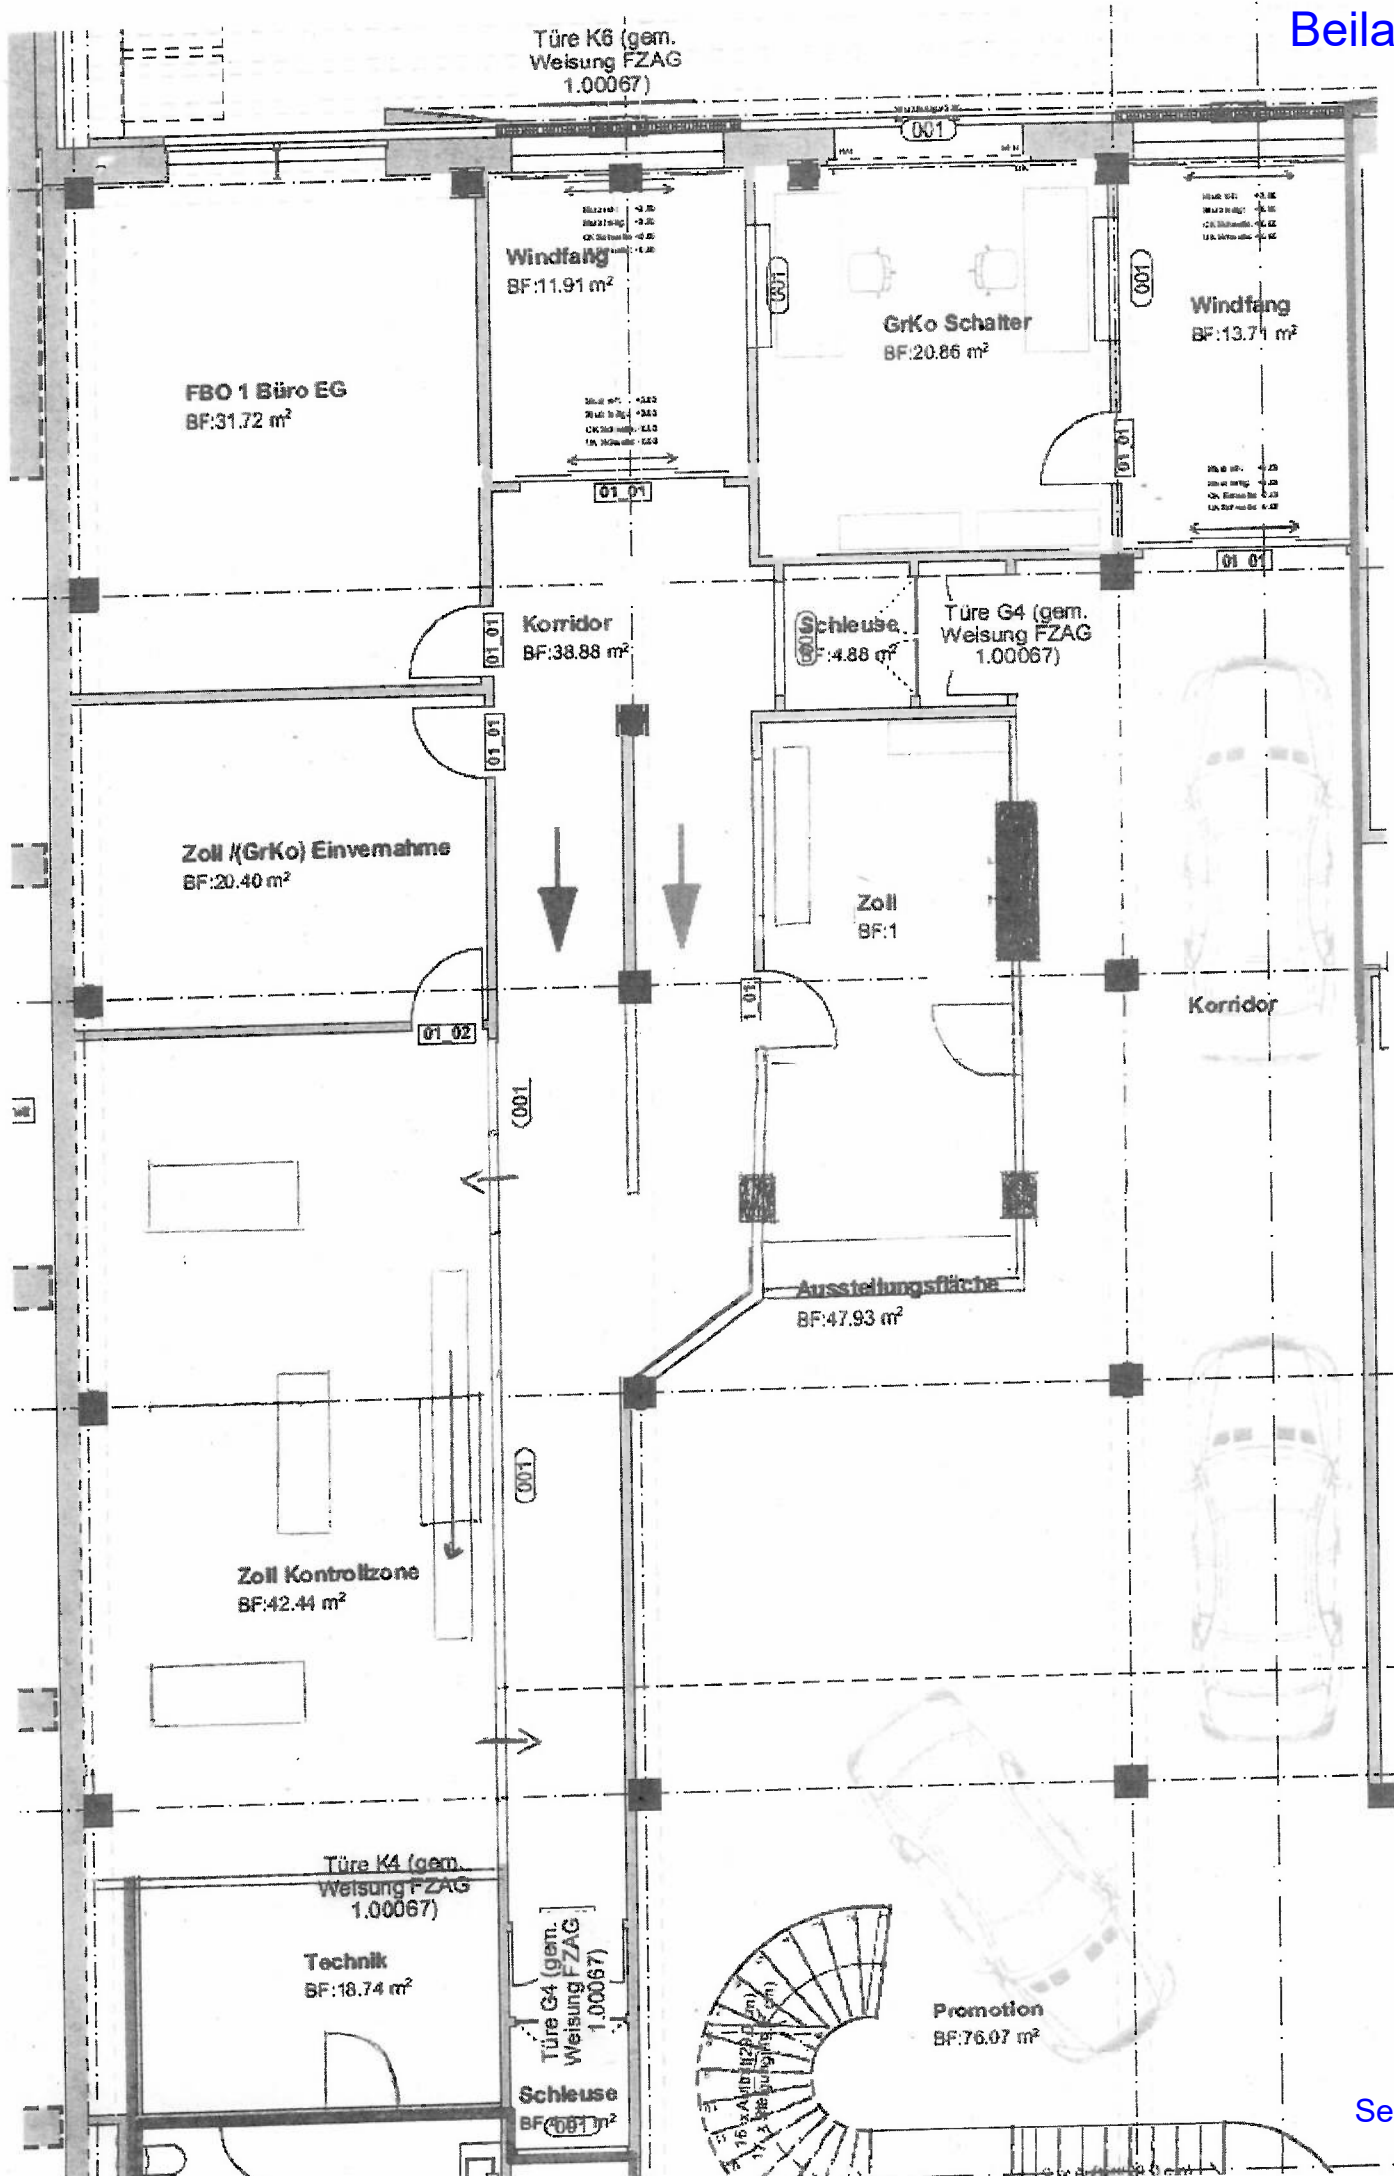 Beila
Türe K6 (gem.
Weisung FZAG
1.00067)
001
Windfang
BF:11.91 m²
001
GrKo Schalter
BF:20.86 m²
001
Windfang
BF:13.71 m²
FBO 1 Büro EG
BF:31.72 m²
01_01
01_01
01_01
Korridor
BF:38.88 m²
01_01
Schleuse
BF:4.88 m²
Türe G4 (gem.
Weisung FZAG
1.00067)
01_01
Zoll /(GrKo) Einvernahme
BF:20.40 m²
Zoll
BF:1
Korridor
01_02
001
Ausstellungsfläche
BF:47.93 m²
001
Zoll Kontrollzone
BF:42.44 m²
Türe K4 (gem.
Weisung FZAG
1.00067)
Technik
BF:18.74 m²
Türe G4 (gem.
Weisung FZAG
1.00067)
Promotion
BF:76.07 m²
Schleuse
001
Se